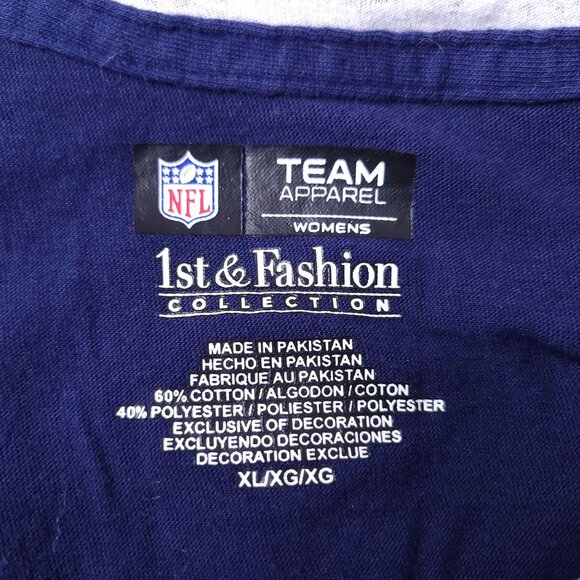 NFL
TEAM
APPAREL
WOMENS
1st & Fashion
COLLECTION
MADE IN PAKISTAN
HECHO EN PAKISTAN
FABRIQUE AU PAKISTAN
60% COTTON / ALGODON / COTON
40% POLYESTER / POLIESTER / POLYESTER
EXCLUSIVE OF DECORATION
EXCLUYENDO DECORACIONES
DECORATION EXCLUE
XL/XG/XG